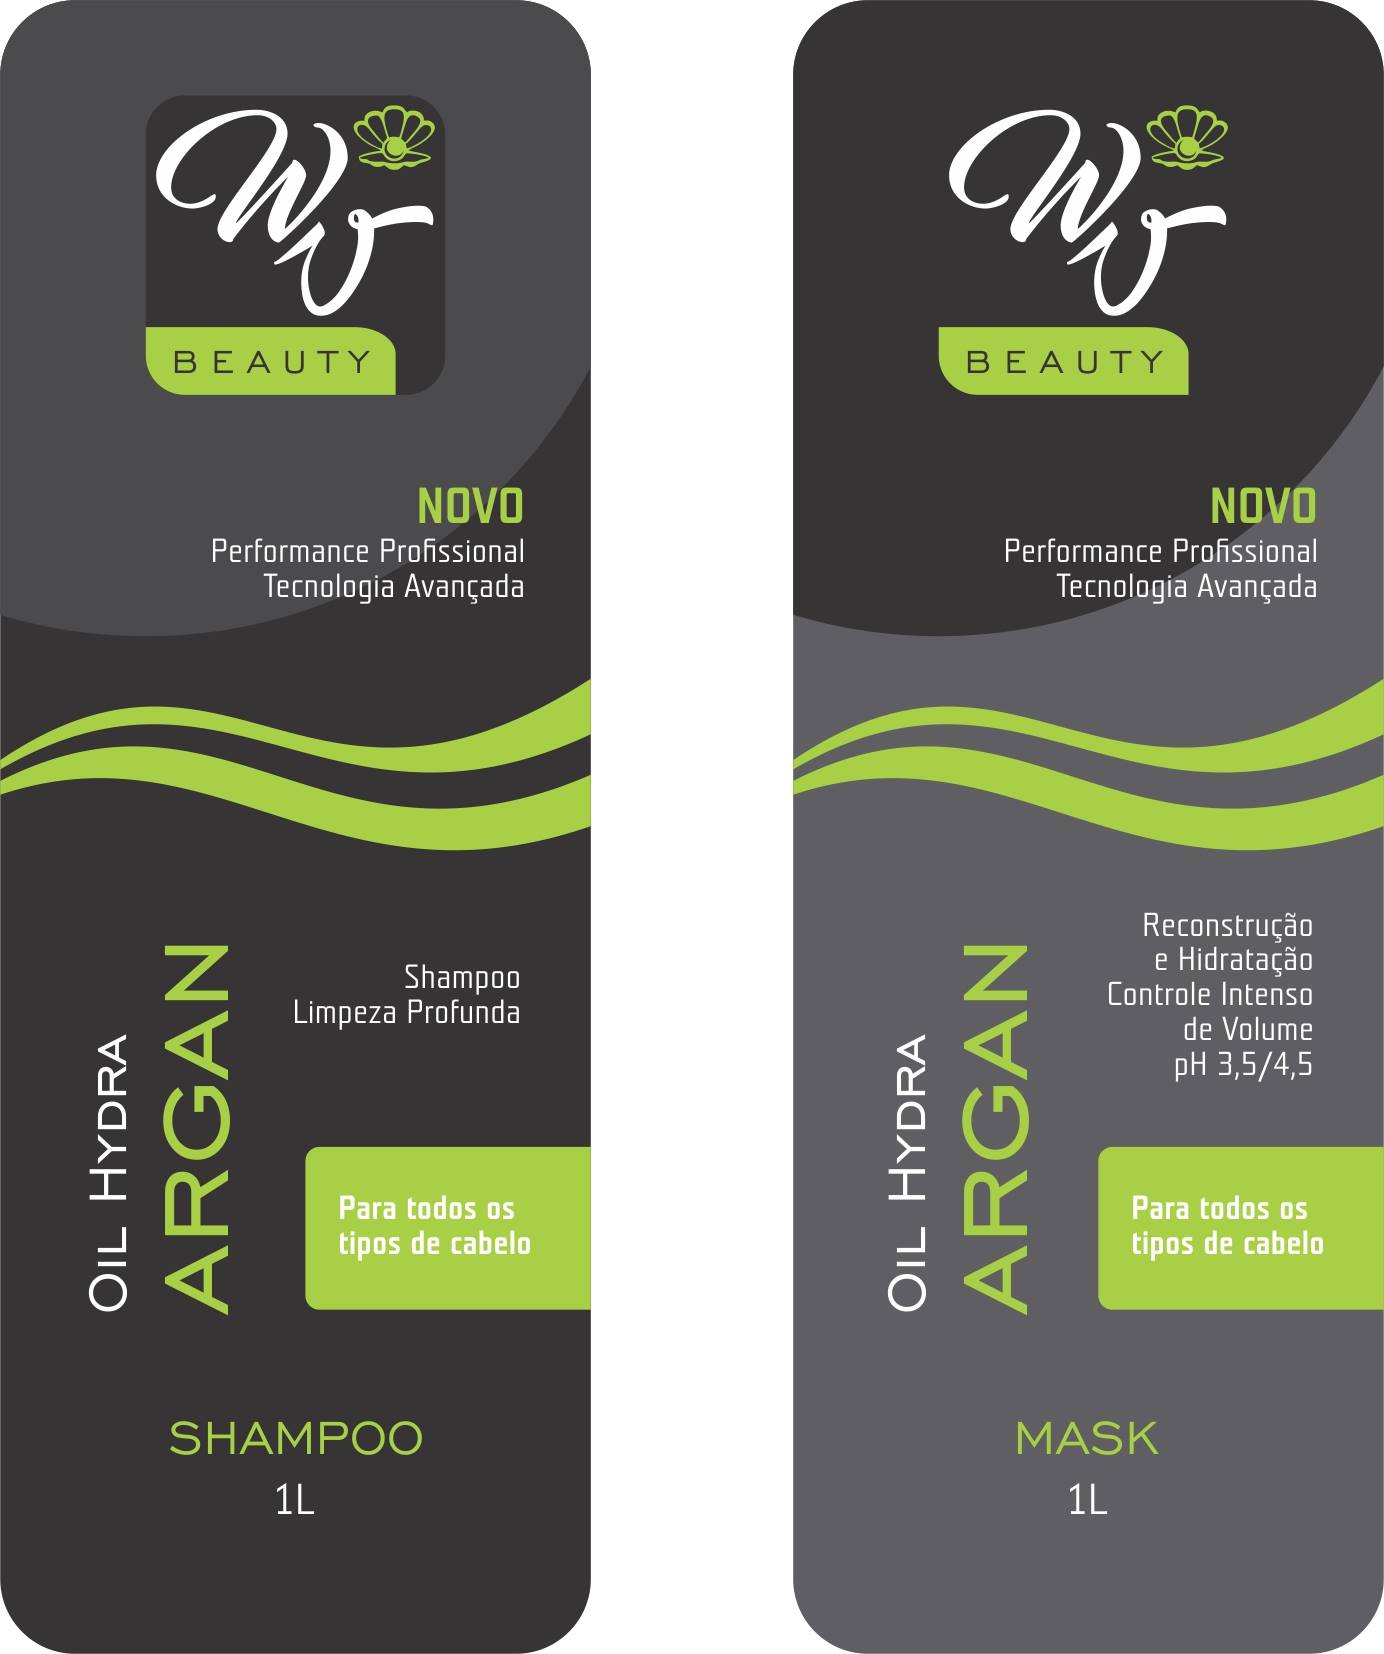 Wv
BEAUTY
NOVO
Performance Profissional
Tecnologia Avançada
Shampoo
Limpeza Profunda
OIL HYDRA
ARGAN
Para todos os
tipos de cabelo
SHAMPOO
1L
Wv
BEAUTY
NOVO
Performance Profissional
Tecnologia Avançada
Reconstrução
e Hidratação
Controle Intenso
de Volume
pH 3,5/4,5
OIL HYDRA
ARGAN
Para todos os
tipos de cabelo
MASK
1L